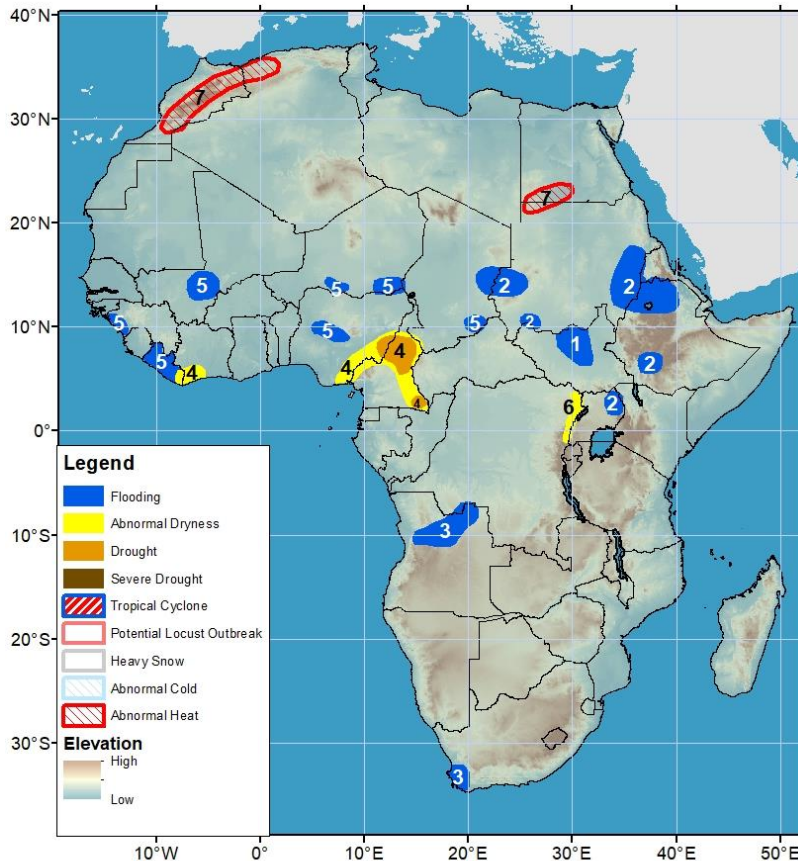 40°N
30°N
20°N
10°N
0°
10°S
20°S
30°S
10°W
0°
10°E
20°E
30°E
40°E
50°E
7
7
5
5
5
2
2
5
5
5
2
1
5
4
4
4
4
2
2
6
3
3
Legend
Flooding
Abnormal Dryness
Drought
Severe Drought
Tropical Cyclone
Potential Locust Outbreak
Heavy Snow
Abnormal Cold
Abnormal Heat
Elevation
High
Low